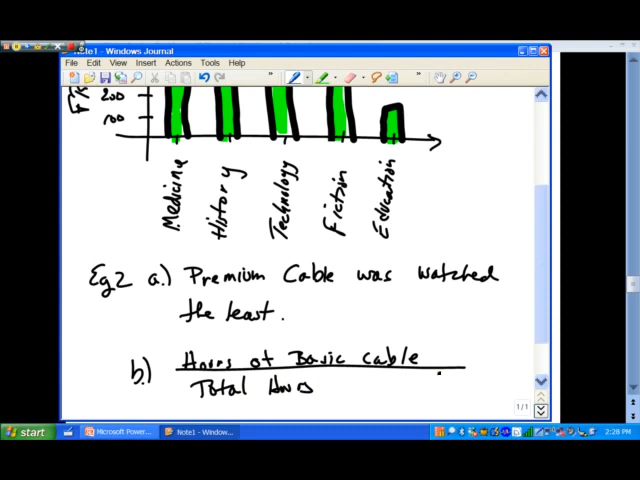 Note1 - Windows Journal
File Edit View Insert Actions Tools Help
200
100
Medicine
History
Technology
Fiction
Education
Eg2 a.) Premium Cable was watched
the least.
b.) Hours of Basic cable
Total Hours
1/1
start
Microsoft Power...
Note1 - Window...
2:28 PM